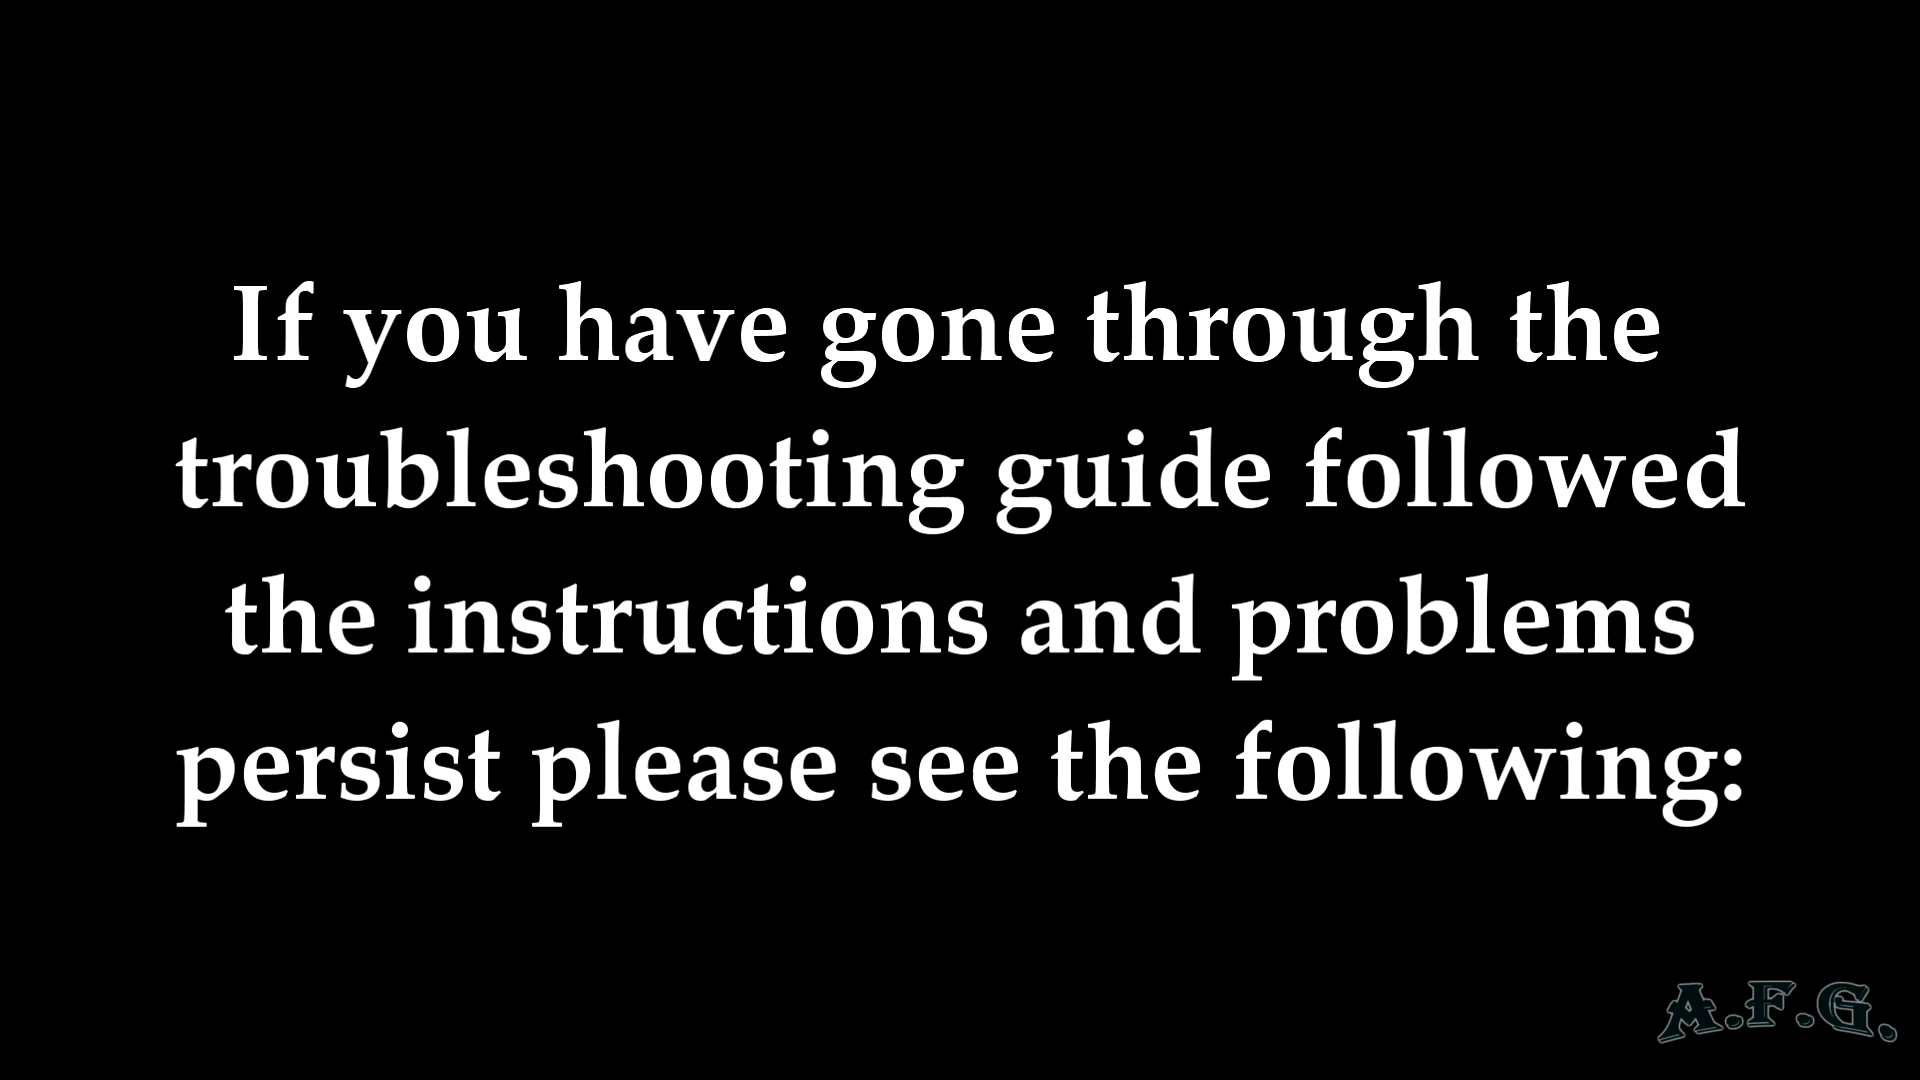 If you have gone through the
troubleshooting guide followed
the instructions and problems
persist please see the following:
A.F.G.